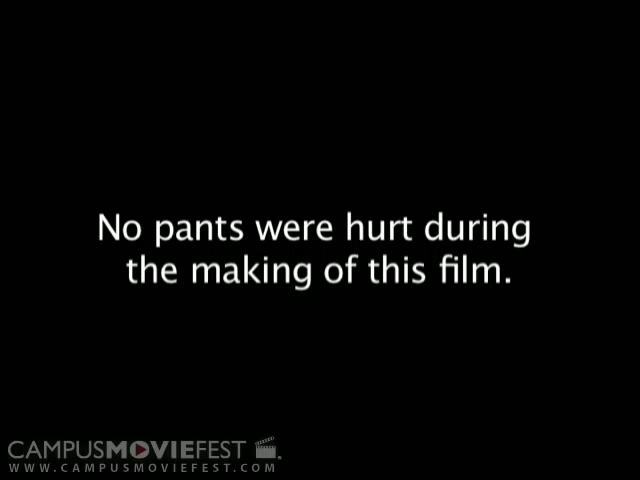 No pants were hurt during
the making of this film.
CAMPUSMOVIEFEST
WWW.CAMPUSMOVIEFEST.COM